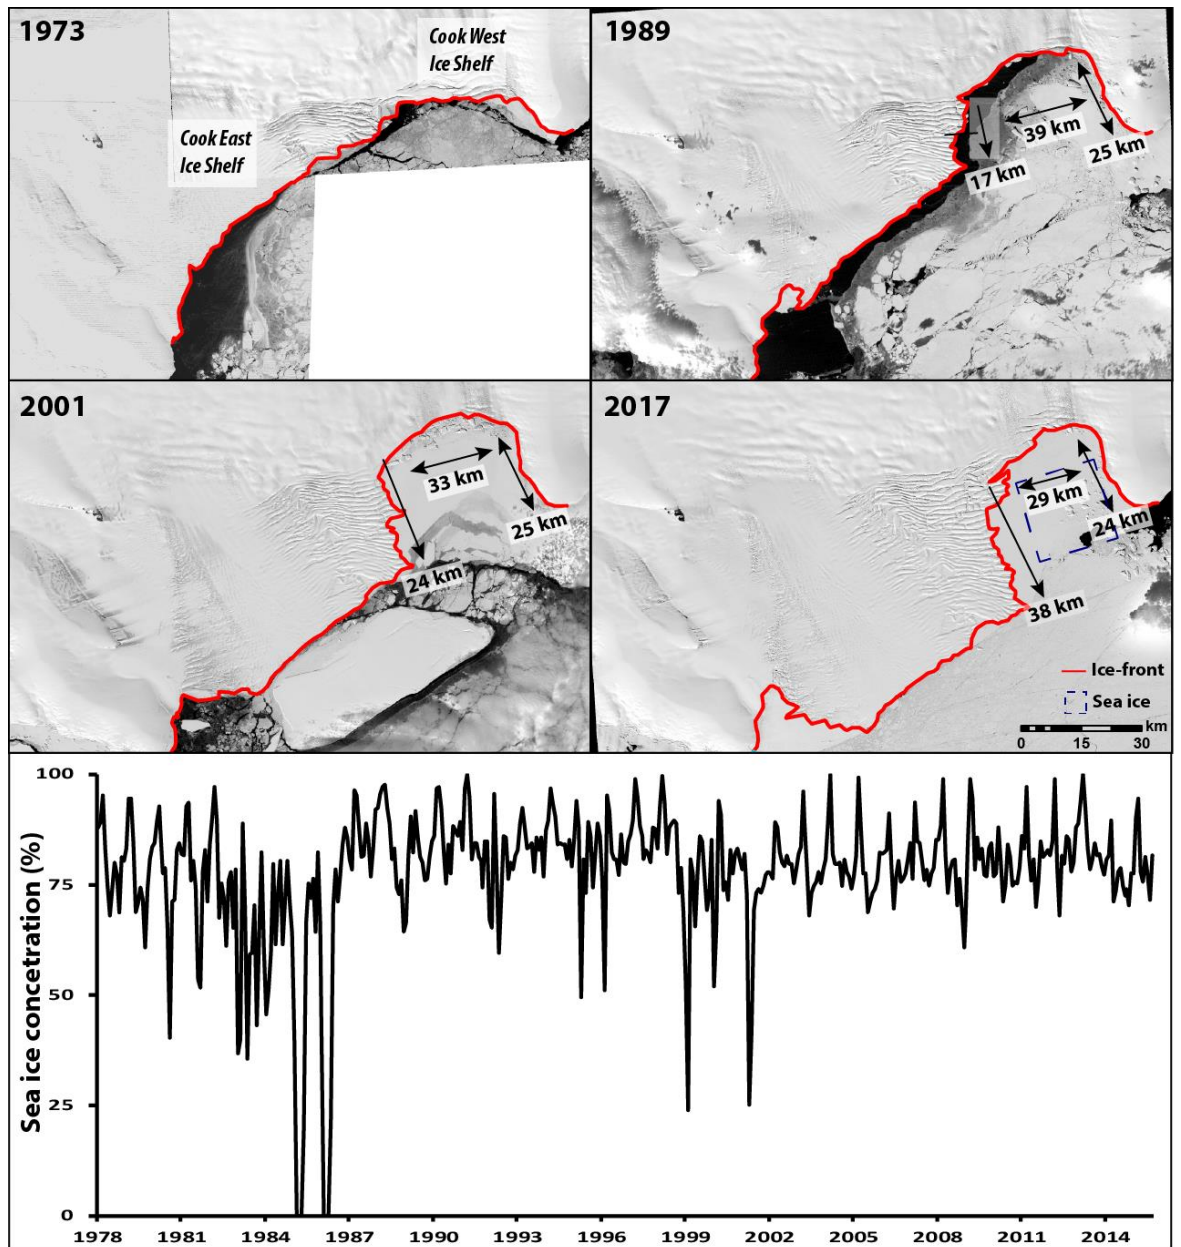 1973
Cook West
Ice Shelf
Cook East
Ice Shelf
1989
39 km
25 km
17 km
2001
33 km
25 km
24 km
2017
29 km
24 km
38 km
Ice-front
Sea ice
km
0 15 30
Sea ice concetration (%)
100
75
50
25
0
1978 1981 1984 1987 1990 1993 1996 1999 2002 2005 2008 2011 2014